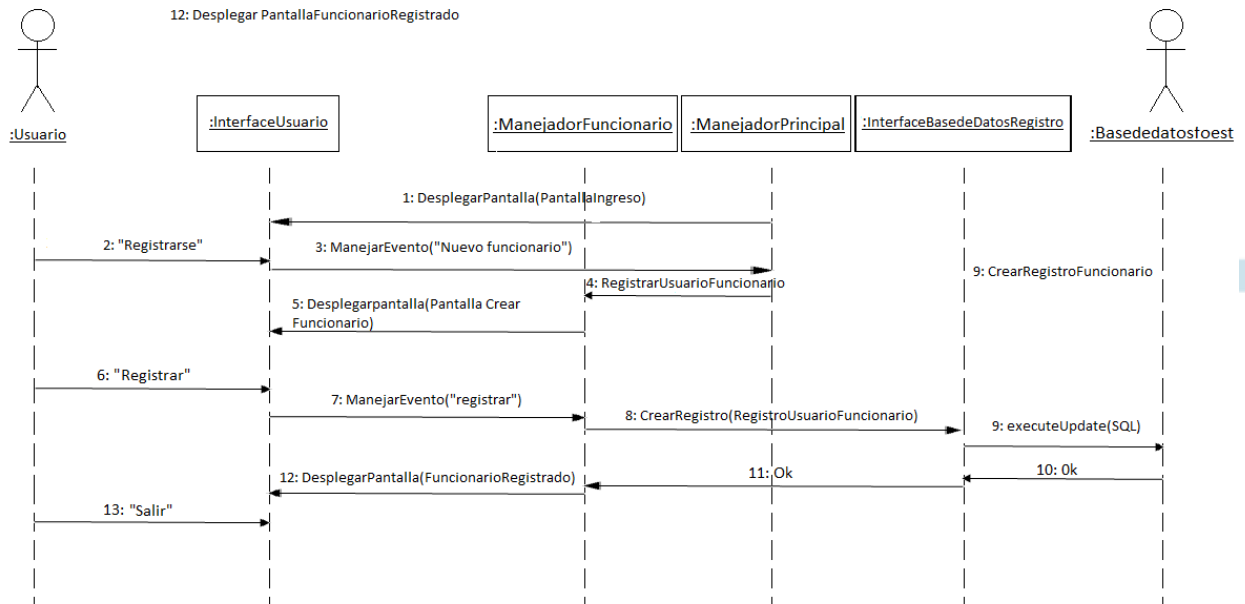 12: Desplegar PantallaFuncionarioRegistrado
:Usuario
:InterfaceUsuario
:ManejadorFuncionario
:ManejadorPrincipal
:InterfaceBasedeDatosRegistro
:Basededatosfoest
1: DesplegarPantalla(PantallaIngreso)
2: "Registrarse"
3: ManejarEvento("Nuevo funcionario")
9: CrearRegistroFuncionario
4: RegistrarUsuarioFuncionario
5: Desplegarpantalla(Pantalla Crear
Funcionario)
6: "Registrar"
7: ManejarEvento("registrar")
8: CrearRegistro(RegistroUsuarioFuncionario)
9: executeUpdate(SQL)
10: 0k
11: Ok
12: DesplegarPantalla(FuncionarioRegistrado)
13: "Salir"